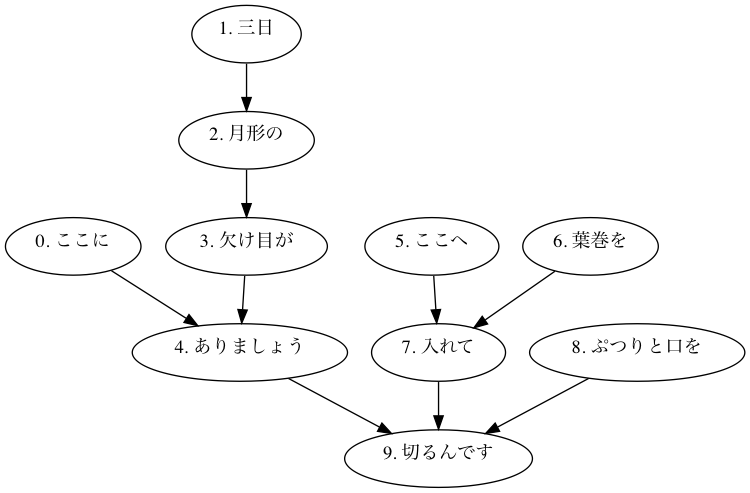 1. 三日
2. 月形の
0. ここに
3. 欠け目が
5. ここへ
6. 葉巻を
4. ありましょう
7. 入れて
8. ぷつりと口を
9. 切るんです